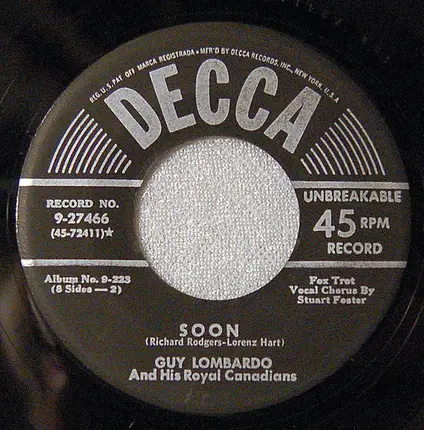 REG. U.S. PAT OFF MARCA REGISTRADA • MF'D BY DECCA RECORDS, INC., NEW YORK, U.S.A
DECCA
RECORD NO.
9-27466
(45-72411)★
UNBREAKABLE
45 RPM
RECORD
Album No. 9-223
(8 Sides — 2)
Fox Trot
Vocal Chorus By
Stuart Foster
SOON
(Richard Rodgers-Lorenz Hart)
GUY LOMBARDO
And His Royal Canadians